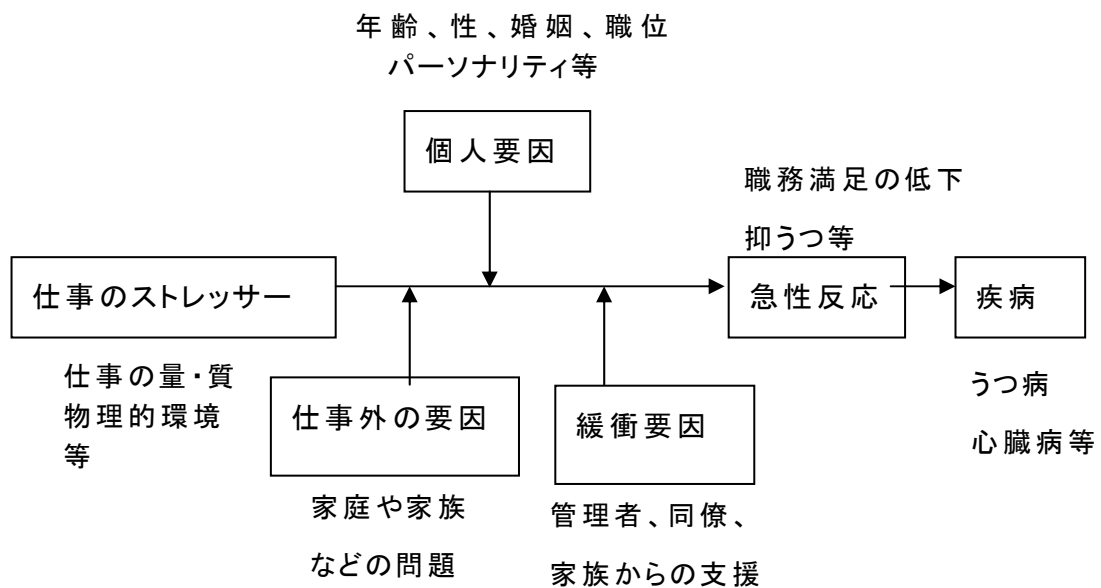 年齢、性、婚姻、職位
パーソナリティ等
個人要因
職務満足の低下
抑うつ等
仕事のストレッサー
急性反応
疾病
仕事の量・質
物理的環境
等
仕事外の要因
緩衝要因
うつ病
心臓病等
家庭や家族
などの問題
管理者、同僚、
家族からの支援